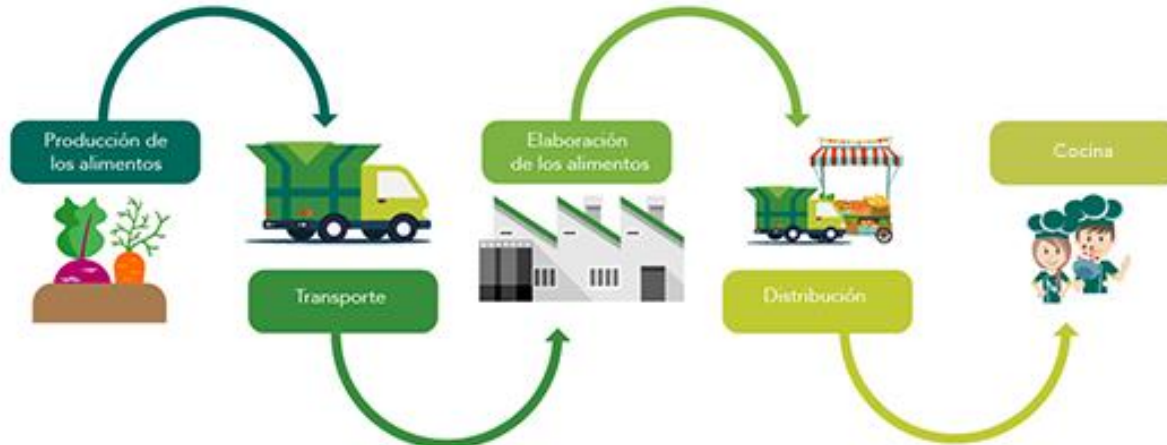 Producción de
los alimentos
Transporte
Elaboración
de los alimentos
Distribución
Cocina